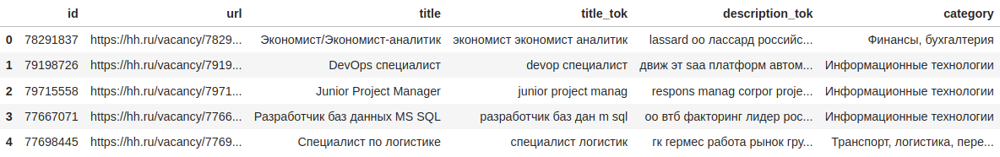 id url title title_tok description_tok category
0 78291837 https://hh.ru/vacancy/7829... Экономист/Экономист-аналитик экономист экономист аналитик lassard оо лассард российс... Финансы, бухгалтерия
1 79198726 https://hh.ru/vacancy/7919... DevOps специалист devop специалист движ эт saa платформ автом... Информационные технологии
2 79715558 https://hh.ru/vacancy/7971... Junior Project Manager junior project manag respons manag corpor proje... Информационные технологии
3 77667071 https://hh.ru/vacancy/7766... Разработчик баз данных MS SQL разработчик баз дан m sql оо втб факторинг лидер рос... Информационные технологии
4 77698445 https://hh.ru/vacancy/7769... Специалист по логистике специалист логистик гк гермес работа рынок гру... Транспорт, логистика, пере...